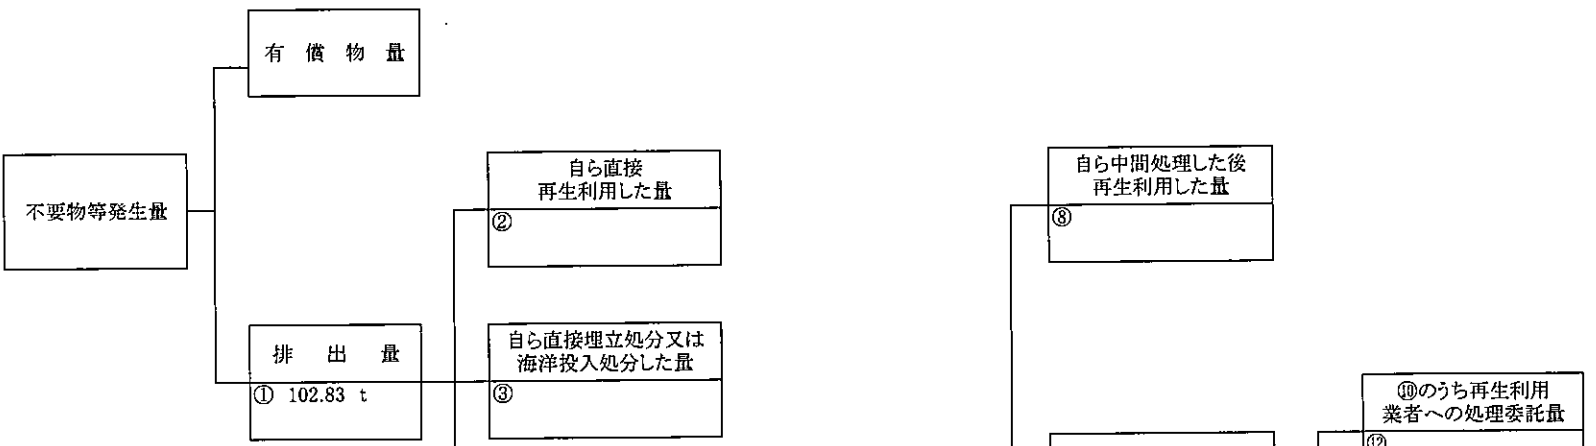 有償物量
不要物等発生量
自ら直接
再生利用した量
②
自ら中間処理した後
再生利用した量
⑧
排出量
① 102.83 t
自ら直接埋立処分又は
海洋投入処分した量
③
⑩のうち再生利用
業者への処理委託量
⑫